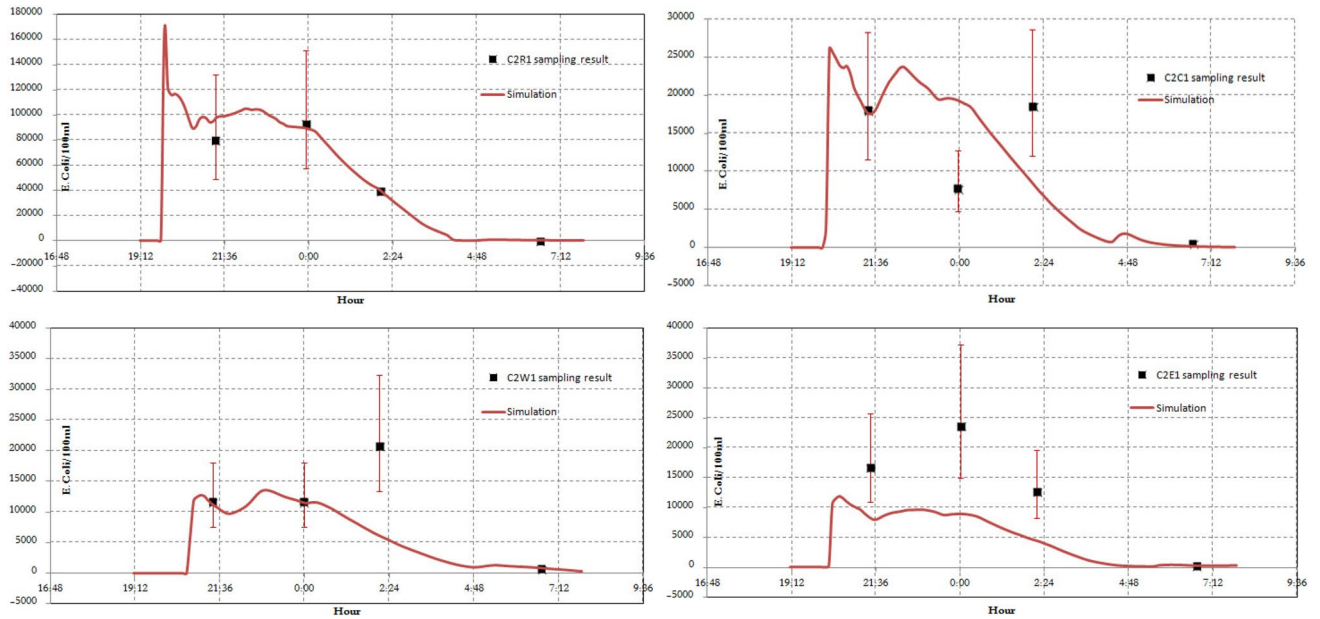 180000
160000
140000
120000
100000
80000
60000
40000
20000
0
−20000
−40000
E.Coli/100ml
C2R1 sampling result
Simulation
16:48 19:12 21:36 0:00 2:24 4:48 7:12 9:36
Hour
30000
25000
20000
15000
10000
5000
0
−5000
E.Coli/100ml
C2C1 sampling result
Simulation
16:48 19:12 21:36 0:00 2:24 4:48 7:12 9:36
Hour
40000
35000
30000
25000
20000
15000
10000
5000
0
−5000
E.Coli/100ml
C2W1 sampling result
Simulation
16:48 19:12 21:36 0:00 2:24 4:48 7:12 9:36
Hour
40000
35000
30000
25000
20000
15000
10000
5000
0
−5000
E.Coli/100ml
C2E1 sampling result
Simulation
16:48 19:12 21:36 0:00 2:24 4:48 7:12 9:36
Hour